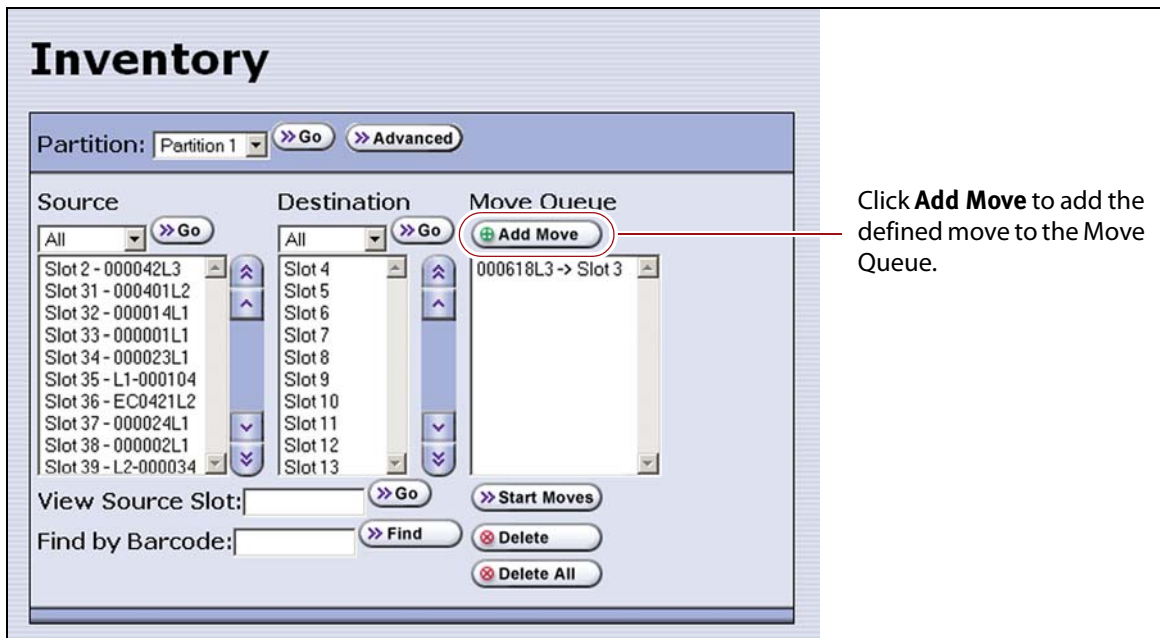 Inventory
Partition: Partition 1 Go Advanced
Source Destination Move Queue
All Go All Go Add Move
Slot 2 - 000042L3
Slot 31 - 000401L2
Slot 32 - 000014L1
Slot 33 - 000001L1
Slot 34 - 000023L1
Slot 35 - L1-000104
Slot 36 - EC0421L2
Slot 37 - 000024L1
Slot 38 - 000002L1
Slot 39 - L2-000034
Slot 4
Slot 5
Slot 6
Slot 7
Slot 8
Slot 9
Slot 10
Slot 11
Slot 12
Slot 13
000618L3 -> Slot 3
View Source Slot: Go
Find by Barcode: Find
Start Moves
Delete
Delete All
Click Add Move to add the
defined move to the Move
Queue.